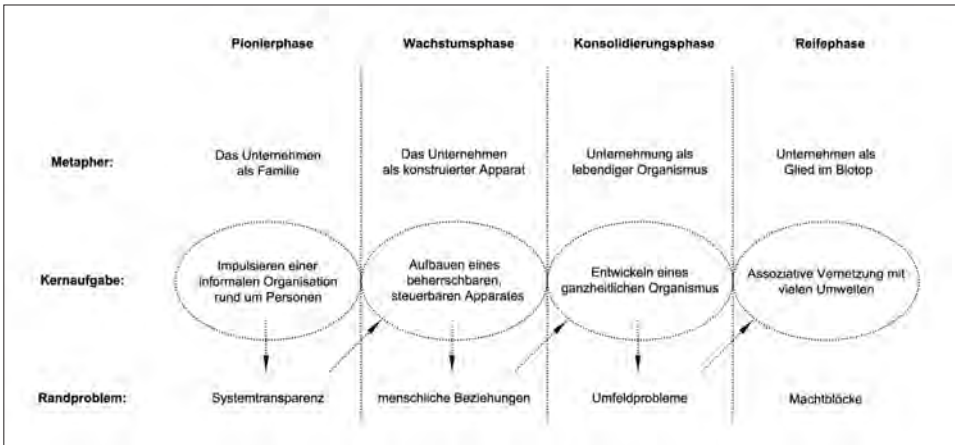 Pionierphase Wachstumsphase Konsolidierungsphase Reifephase
Metapher:
Das Unternehmen
als Familie
Das Unternehmen
als konstruierter Apparat
Unternehmung als
lebendiger Organismus
Unternehmen als
Glied im Biotop
Kernaufgabe:
Impulsieren einer
informalen Organisation
rund um Personen
Aufbauen eines
beherrschbaren,
steuerbaren Apparates
Entwickeln eines
ganzheitlichen Organismus
Assoziative Vernetzung mit
vielen Umwelten
Randproblem:
Systemtransparenz
menschliche Beziehungen
Umfeldprobleme
Machtblöcke